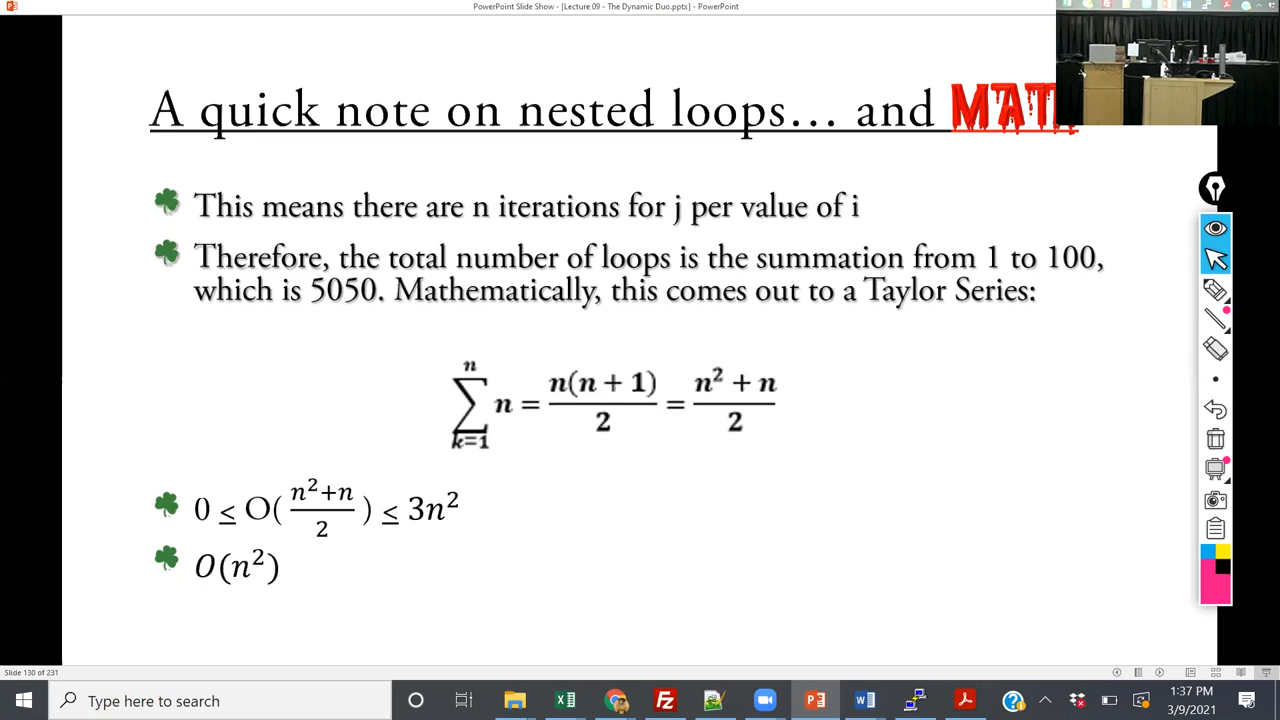 PowerPoint Slide Show - [Lecture 09 - The Dynamic Duo.pptx] - PowerPoint
A quick note on nested loops… and MATH
This means there are n iterations for j per value of i
Therefore, the total number of loops is the summation from 1 to 100,
which is 5050. Mathematically, this comes out to a Taylor Series:
∑_{k=1}^{n} n = n(n + 1)/2 = n² + n/2
0 ≤ O(n²+n/2) ≤ 3n²
O(n²)
Slide 130 of 231
Type here to search
1:37 PM
3/9/2021